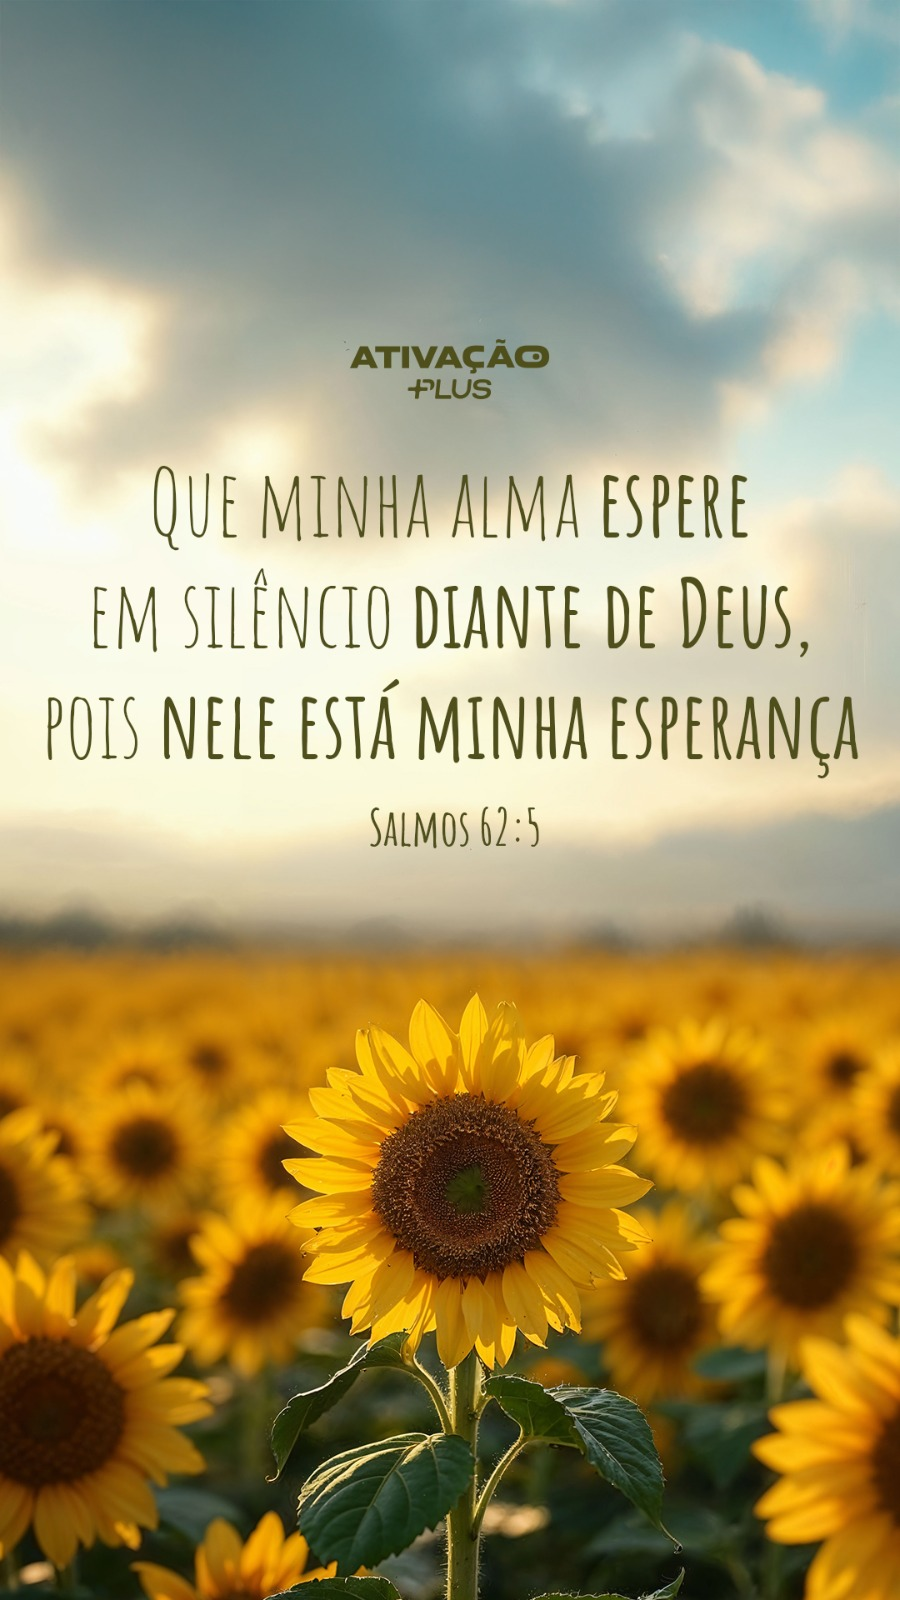 ATIVAÇÃO
+PLUS
Que minha alma espere
em silêncio diante de Deus,
pois nele está minha esperança
Salmos 62:5